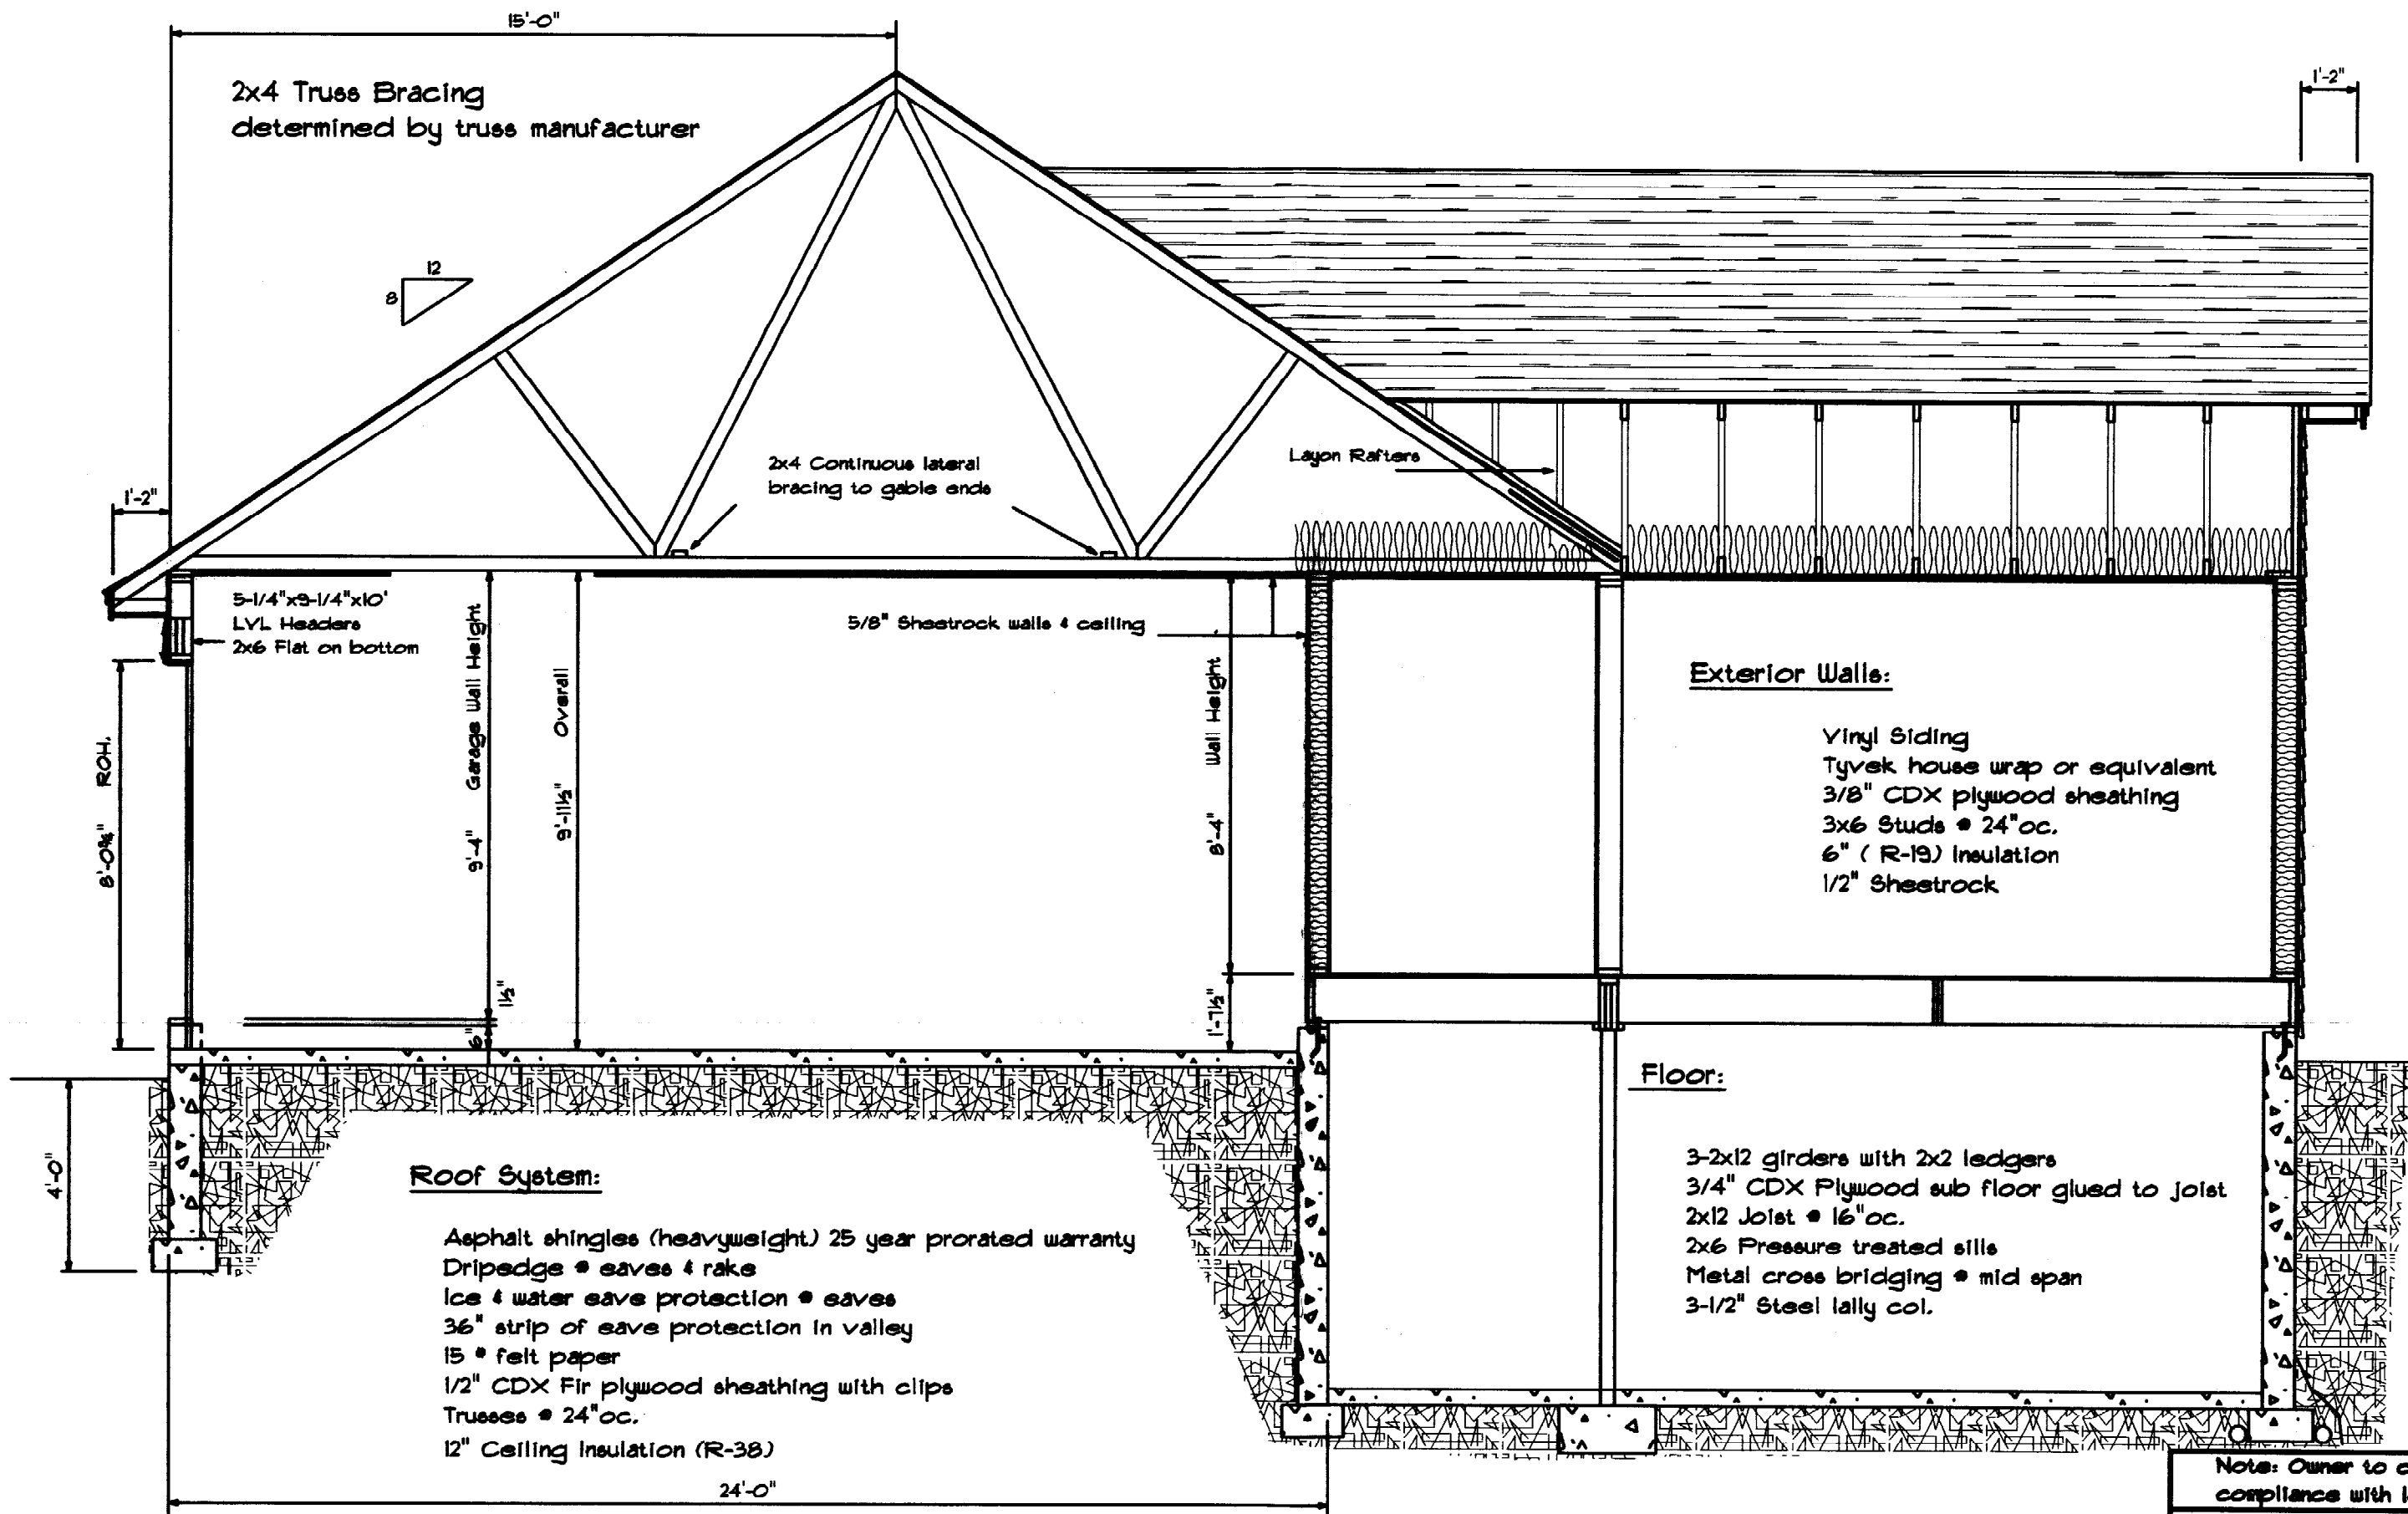 15'-0"
1'-2"
2x4 Truss Bracing
determined by truss manufacturer
12
8
2x4 Continuous lateral
bracing to gable ends
Layon Rafters
1'-2"
5-1/4"x9-1/4"x10'
LVL Headers
2x6 Flat on bottom
5/8" Sheetrock walls & ceiling
Garage Wall Height
9'-4"
Overall
9'-11½"
Wall Height
8'-4"
ROH.
8'-0¾"
1½"
6"
1'-7½"
4'-0"
Exterior Walls:
Vinyl Siding
Tyvek house wrap or equivalent
3/8" CDX plywood sheathing
3x6 Studs @ 24"oc.
6" ( R-19) Insulation
1/2" Sheetrock
Floor:
3-2x12 girders with 2x2 ledgers
3/4" CDX Plywood sub floor glued to joist
2x12 Joist @ 16"oc.
2x6 Pressure treated sills
Metal cross bridging @ mid span
3-1/2" Steel lally col.
Roof System:
Asphalt shingles (heavyweight) 25 year prorated warranty
Dripedge @ eaves & rake
Ice & water eave protection @ eaves
36" strip of eave protection in valley
15 # felt paper
1/2" CDX Fir plywood sheathing with clips
Trusses @ 24"oc.
12" Ceiling Insulation (R-38)
24'-0"
Note: Owner to
compliance with